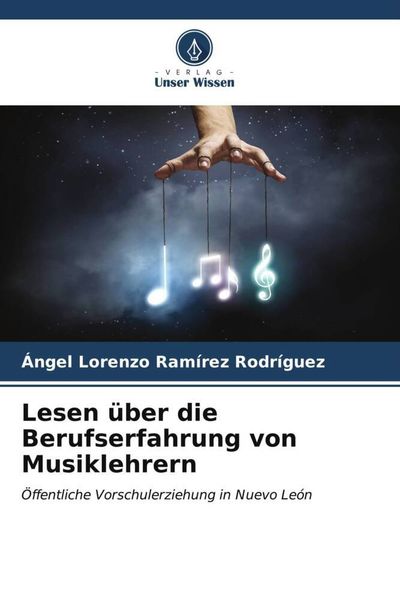 - VERLAG -
Unser Wissen
Ángel Lorenzo Ramírez Rodríguez
Lesen über die
Berufserfahrung von
Musiklehrern
Öffentliche Vorschulerziehung in Nuevo León